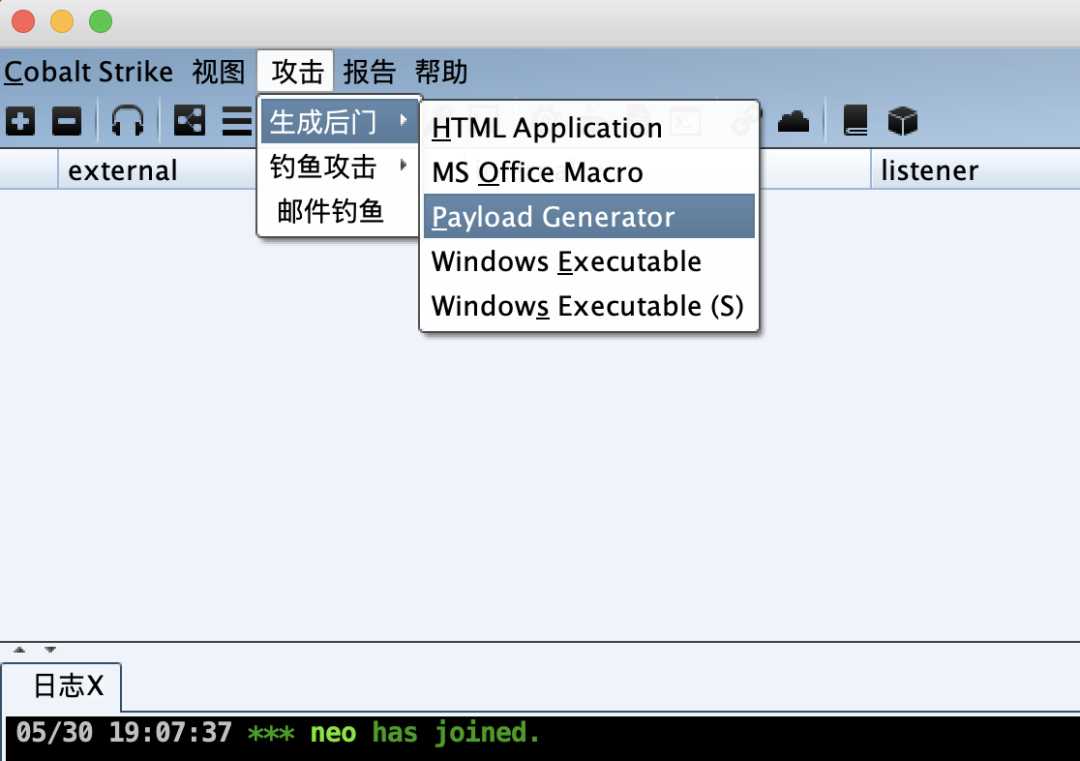 Cobalt Strike 视图 攻击 报告 帮助
生成后门
钓鱼攻击
邮件钓鱼
HTML Application
MS Office Macro
Payload Generator
Windows Executable
Windows Executable (S)
external listener
日志X
05/30 19:07:37 *** neo has joined.